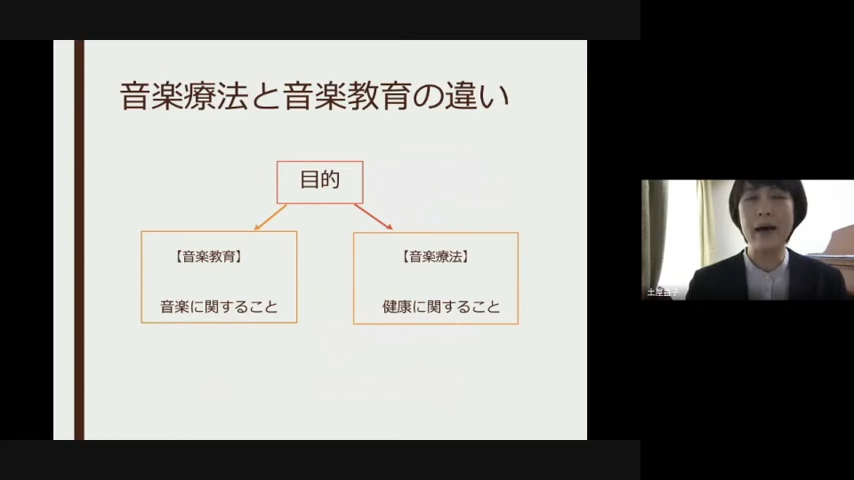 音楽療法と音楽教育の違い
目的
【音楽教育】
音楽に関すること
【音楽療法】
健康に関すること